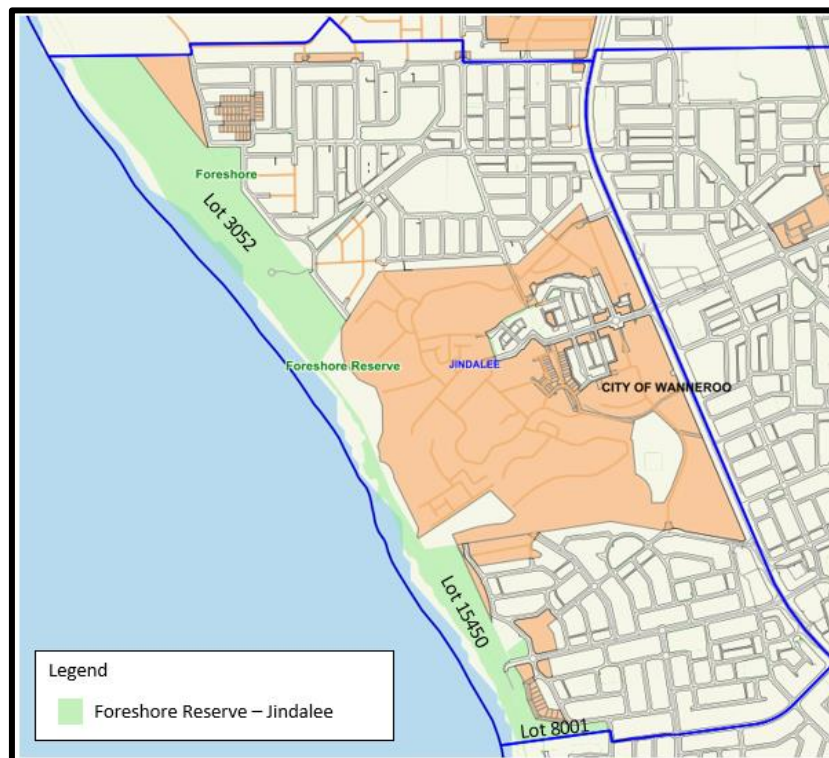 Foreshore
Lot 3052
Foreshore Reserve
JINDALEE
CITY OF WANNEROO
Lot 15450
Lot 8001
Legend
Foreshore Reserve – Jindalee